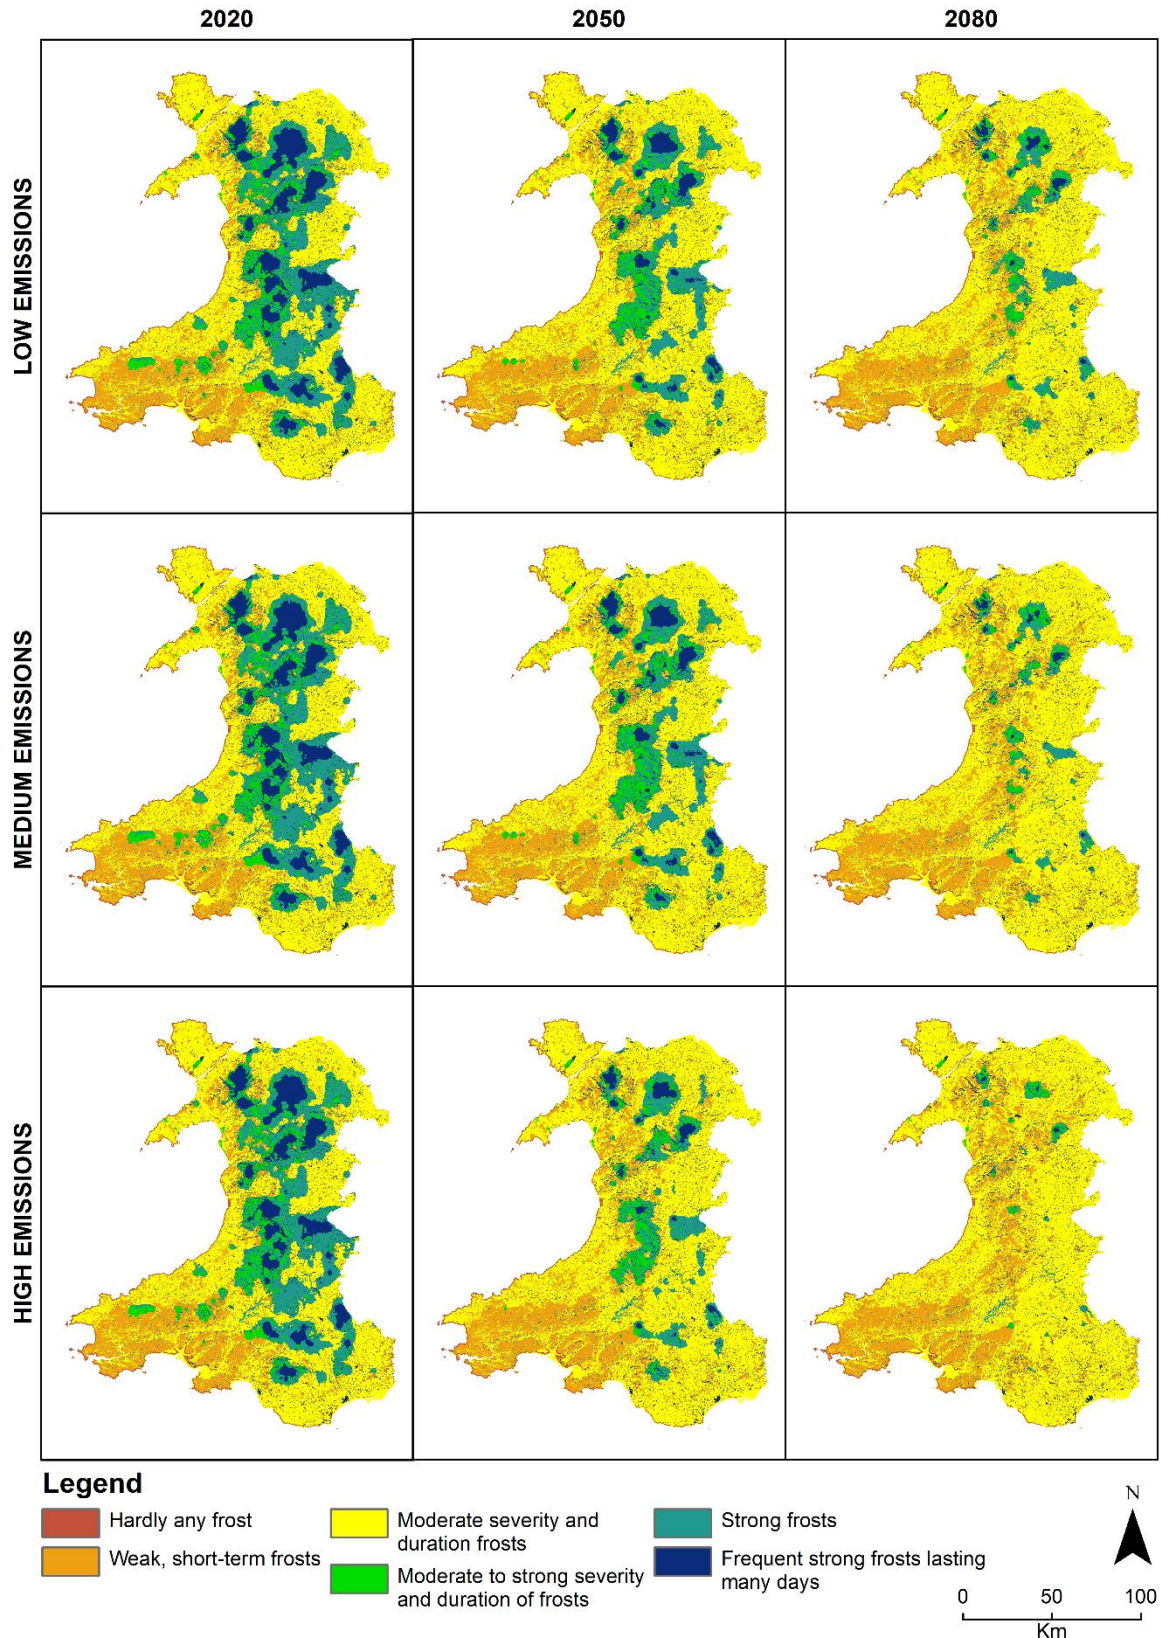 2020 2050 2080
LOW EMISSIONS
MEDIUM EMISSIONS
HIGH EMISSIONS
Legend
Hardly any frost
Weak, short-term frosts
Moderate severity and
duration frosts
Moderate to strong severity
and duration of frosts
Strong frosts
Frequent strong frosts lasting
many days
N
0 50 100
Km